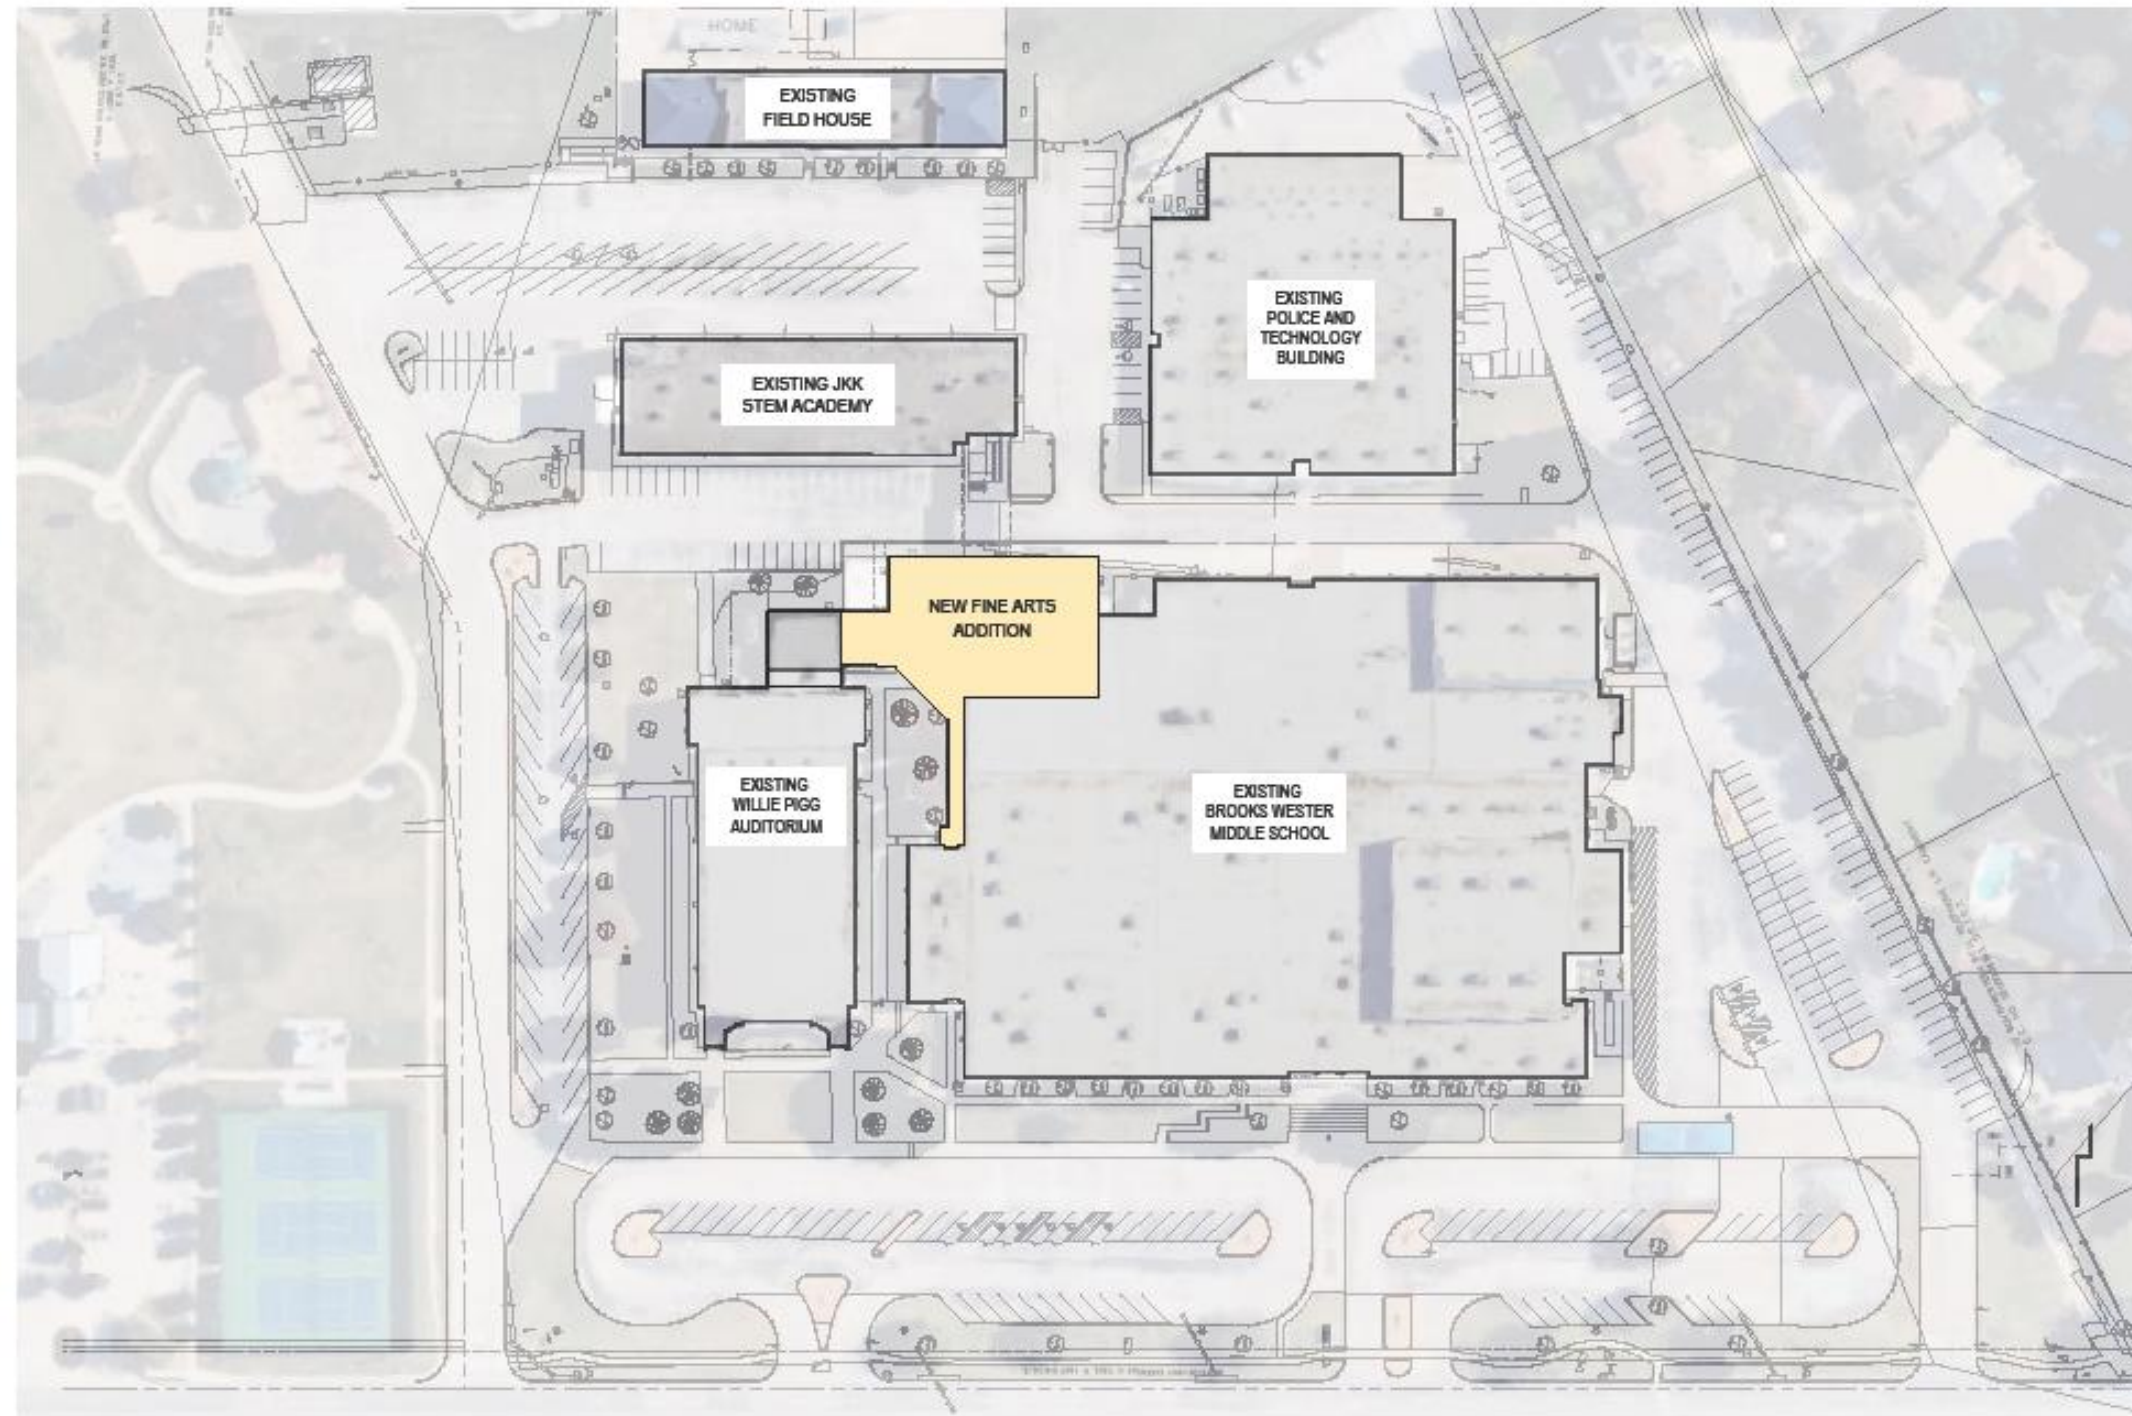 HOME
EXISTING
FIELD HOUSE
EXISTING
POLICE AND
TECHNOLOGY
BUILDING
EXISTING JKK
STEM ACADEMY
NEW FINE ARTS
ADDITION
EXISTING
WILLIE PIGG
AUDITORIUM
EXISTING
BROOKS WESTER
MIDDLE SCHOOL